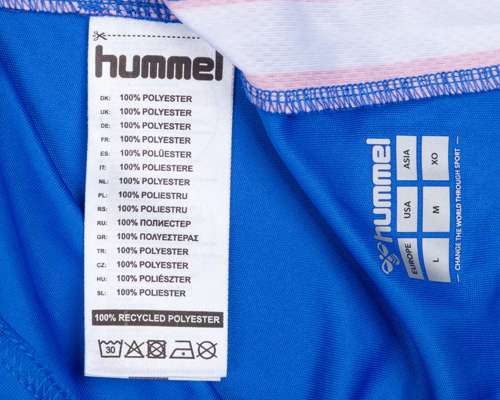 hummel
DK: 100% POLYESTER
UK: 100% POLYESTER
DE: 100% POLYESTER
FR: 100% POLYESTER
ES: 100% POLIÉSTER
IT: 100% POLIESTERE
NL: 100% POLYESTER
PL: 100% POLIESTRU
RS: 100% POLIESTRU
RU: 100% ПОЛИЕСТЕР
GR: 100% ΠΟΛΥΕΣΤΕΡΑΣ
TR: 100% POLYESTER
CZ: 100% POLYESTER
HU: 100% POLIÉSZTER
SL: 100% POLIESTER
100% RECYCLED POLYESTER
30
hummel
EUROPE L
USA M
ASIA XO
CHANGE THE WORLD THROUGH SPORT